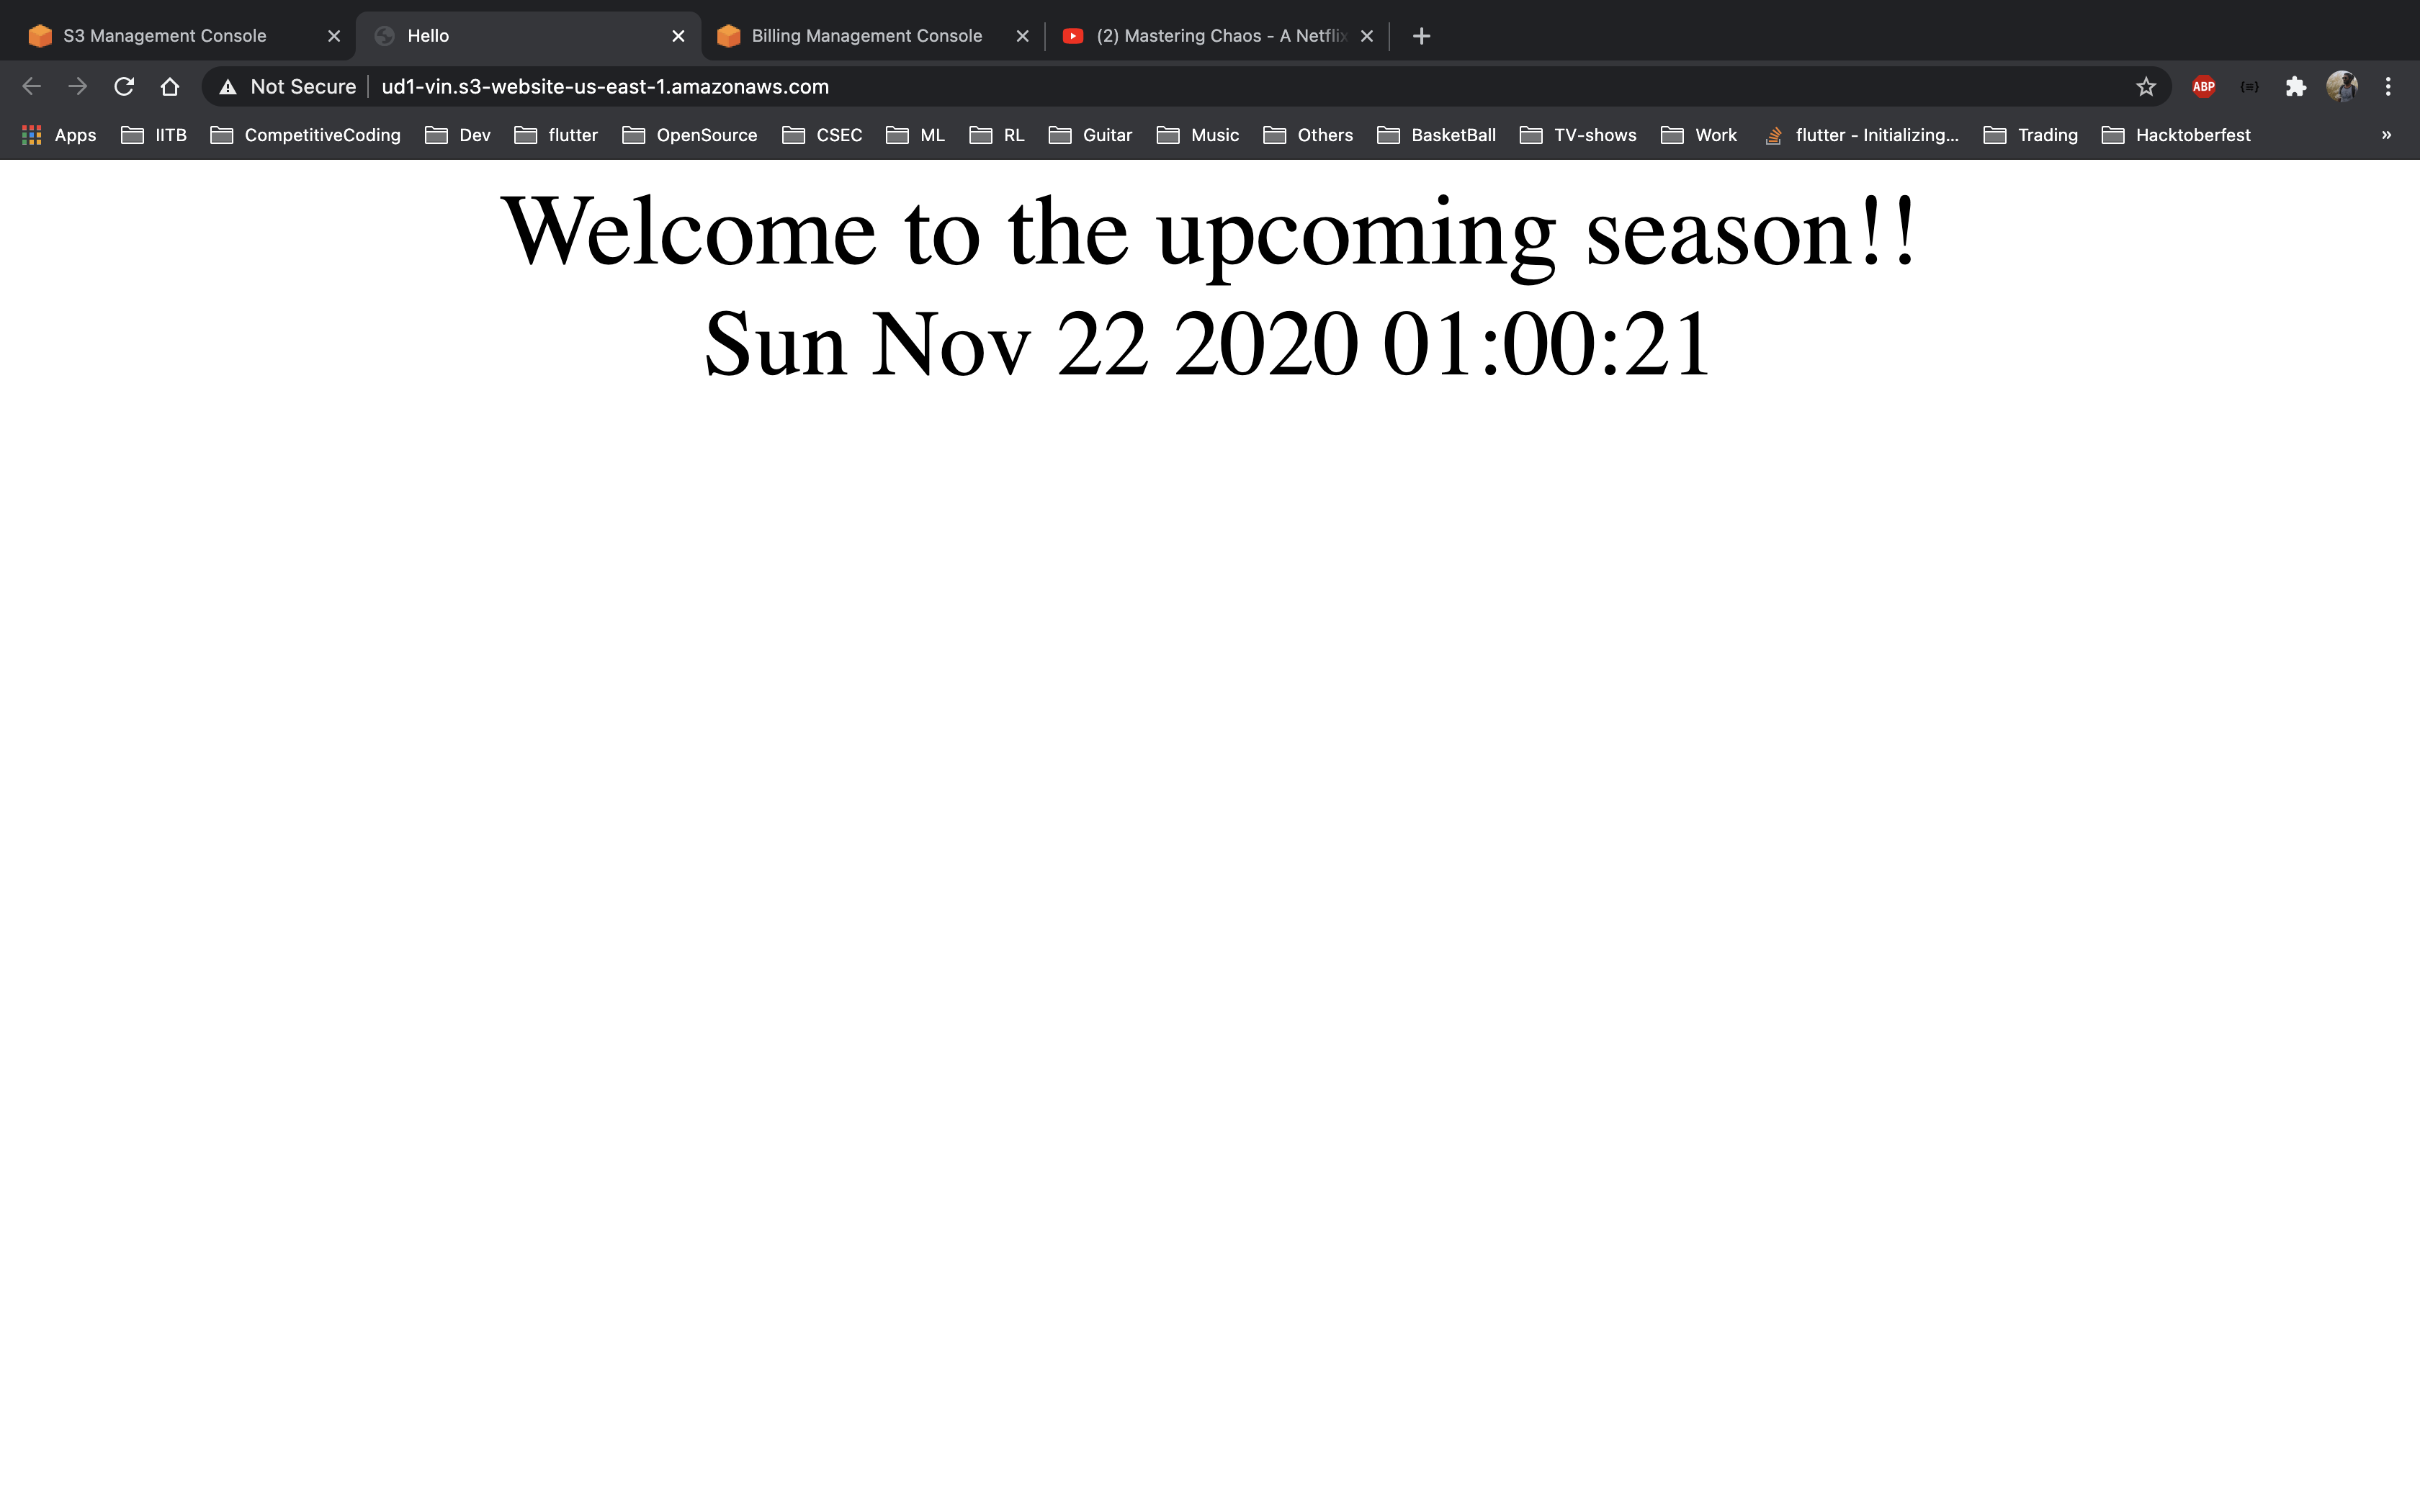 S3 Management Console
Hello
Billing Management Console
(2) Mastering Chaos - A Netflix
Not Secure
ud1-vin.s3-website-us-east-1.amazonaws.com
ABP
Apps IITB CompetitiveCoding Dev flutter OpenSource CSEC ML RL Guitar Music Others BasketBall TV-shows Work flutter - Initializing... Trading Hacktoberfest »
Welcome to the upcoming season!!
Sun Nov 22 2020 01:00:21